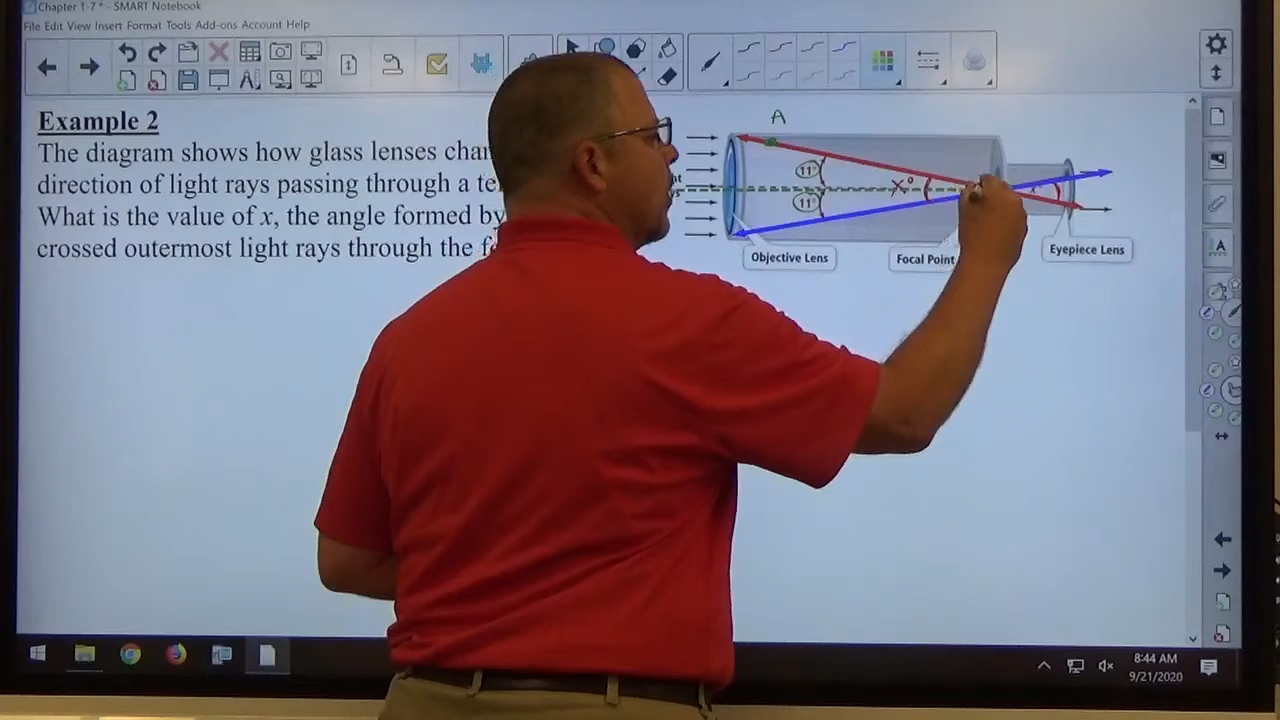 Chapter 1-7 * - SMART Notebook
File Edit View Insert Format Tools Add-ons Account Help
Example 2
The diagram shows how glass lenses
direction of light rays passing through a
What is the value of x, the angle formed by
crossed outermost light rays through the
A
11°
x°
11°
Objective Lens
Focal Point
Eyepiece Lens
8:44 AM
9/21/2020